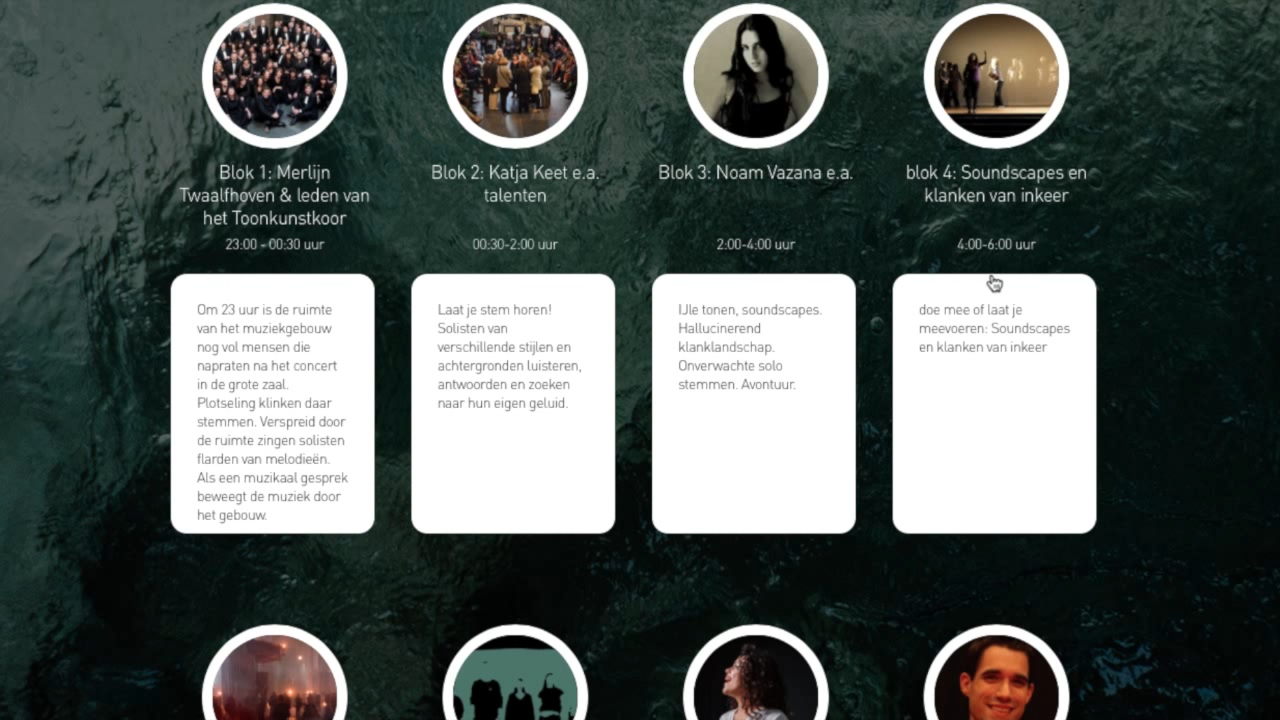 Blok 1: Merlijn
Twaalfhoven & leden van
het Toonkunstkoor
23:00 - 00:30 uur
Om 23 uur is de ruimte
van het muziekgebouw
nog vol mensen die
napraten na het concert
in de grote zaal.
Plotseling klinken daar
stemmen. Verspreid door
de ruimte zingen solisten
flarden van melodieën.
Als een muzikaal gesprek
beweegt de muziek door
het gebouw.
Blok 2: Katja Keet e.a.
talenten
00:30-2:00 uur
Laat je stem horen!
Solisten van
verschillende stijlen en
achtergronden luisteren,
antwoorden en zoeken
naar hun eigen geluid.
Blok 3: Noam Vazana e.a.
2:00-4:00 uur
IJle tonen, soundscapes.
Hallucinerend
klanklandschap.
Onverwachte solo
stemmen. Avontuur.
blok 4: Soundscapes en
klanken van inkeer
4:00-6:00 uur
doe mee of laat je
meevoeren: Soundscapes
en klanken van inkeer